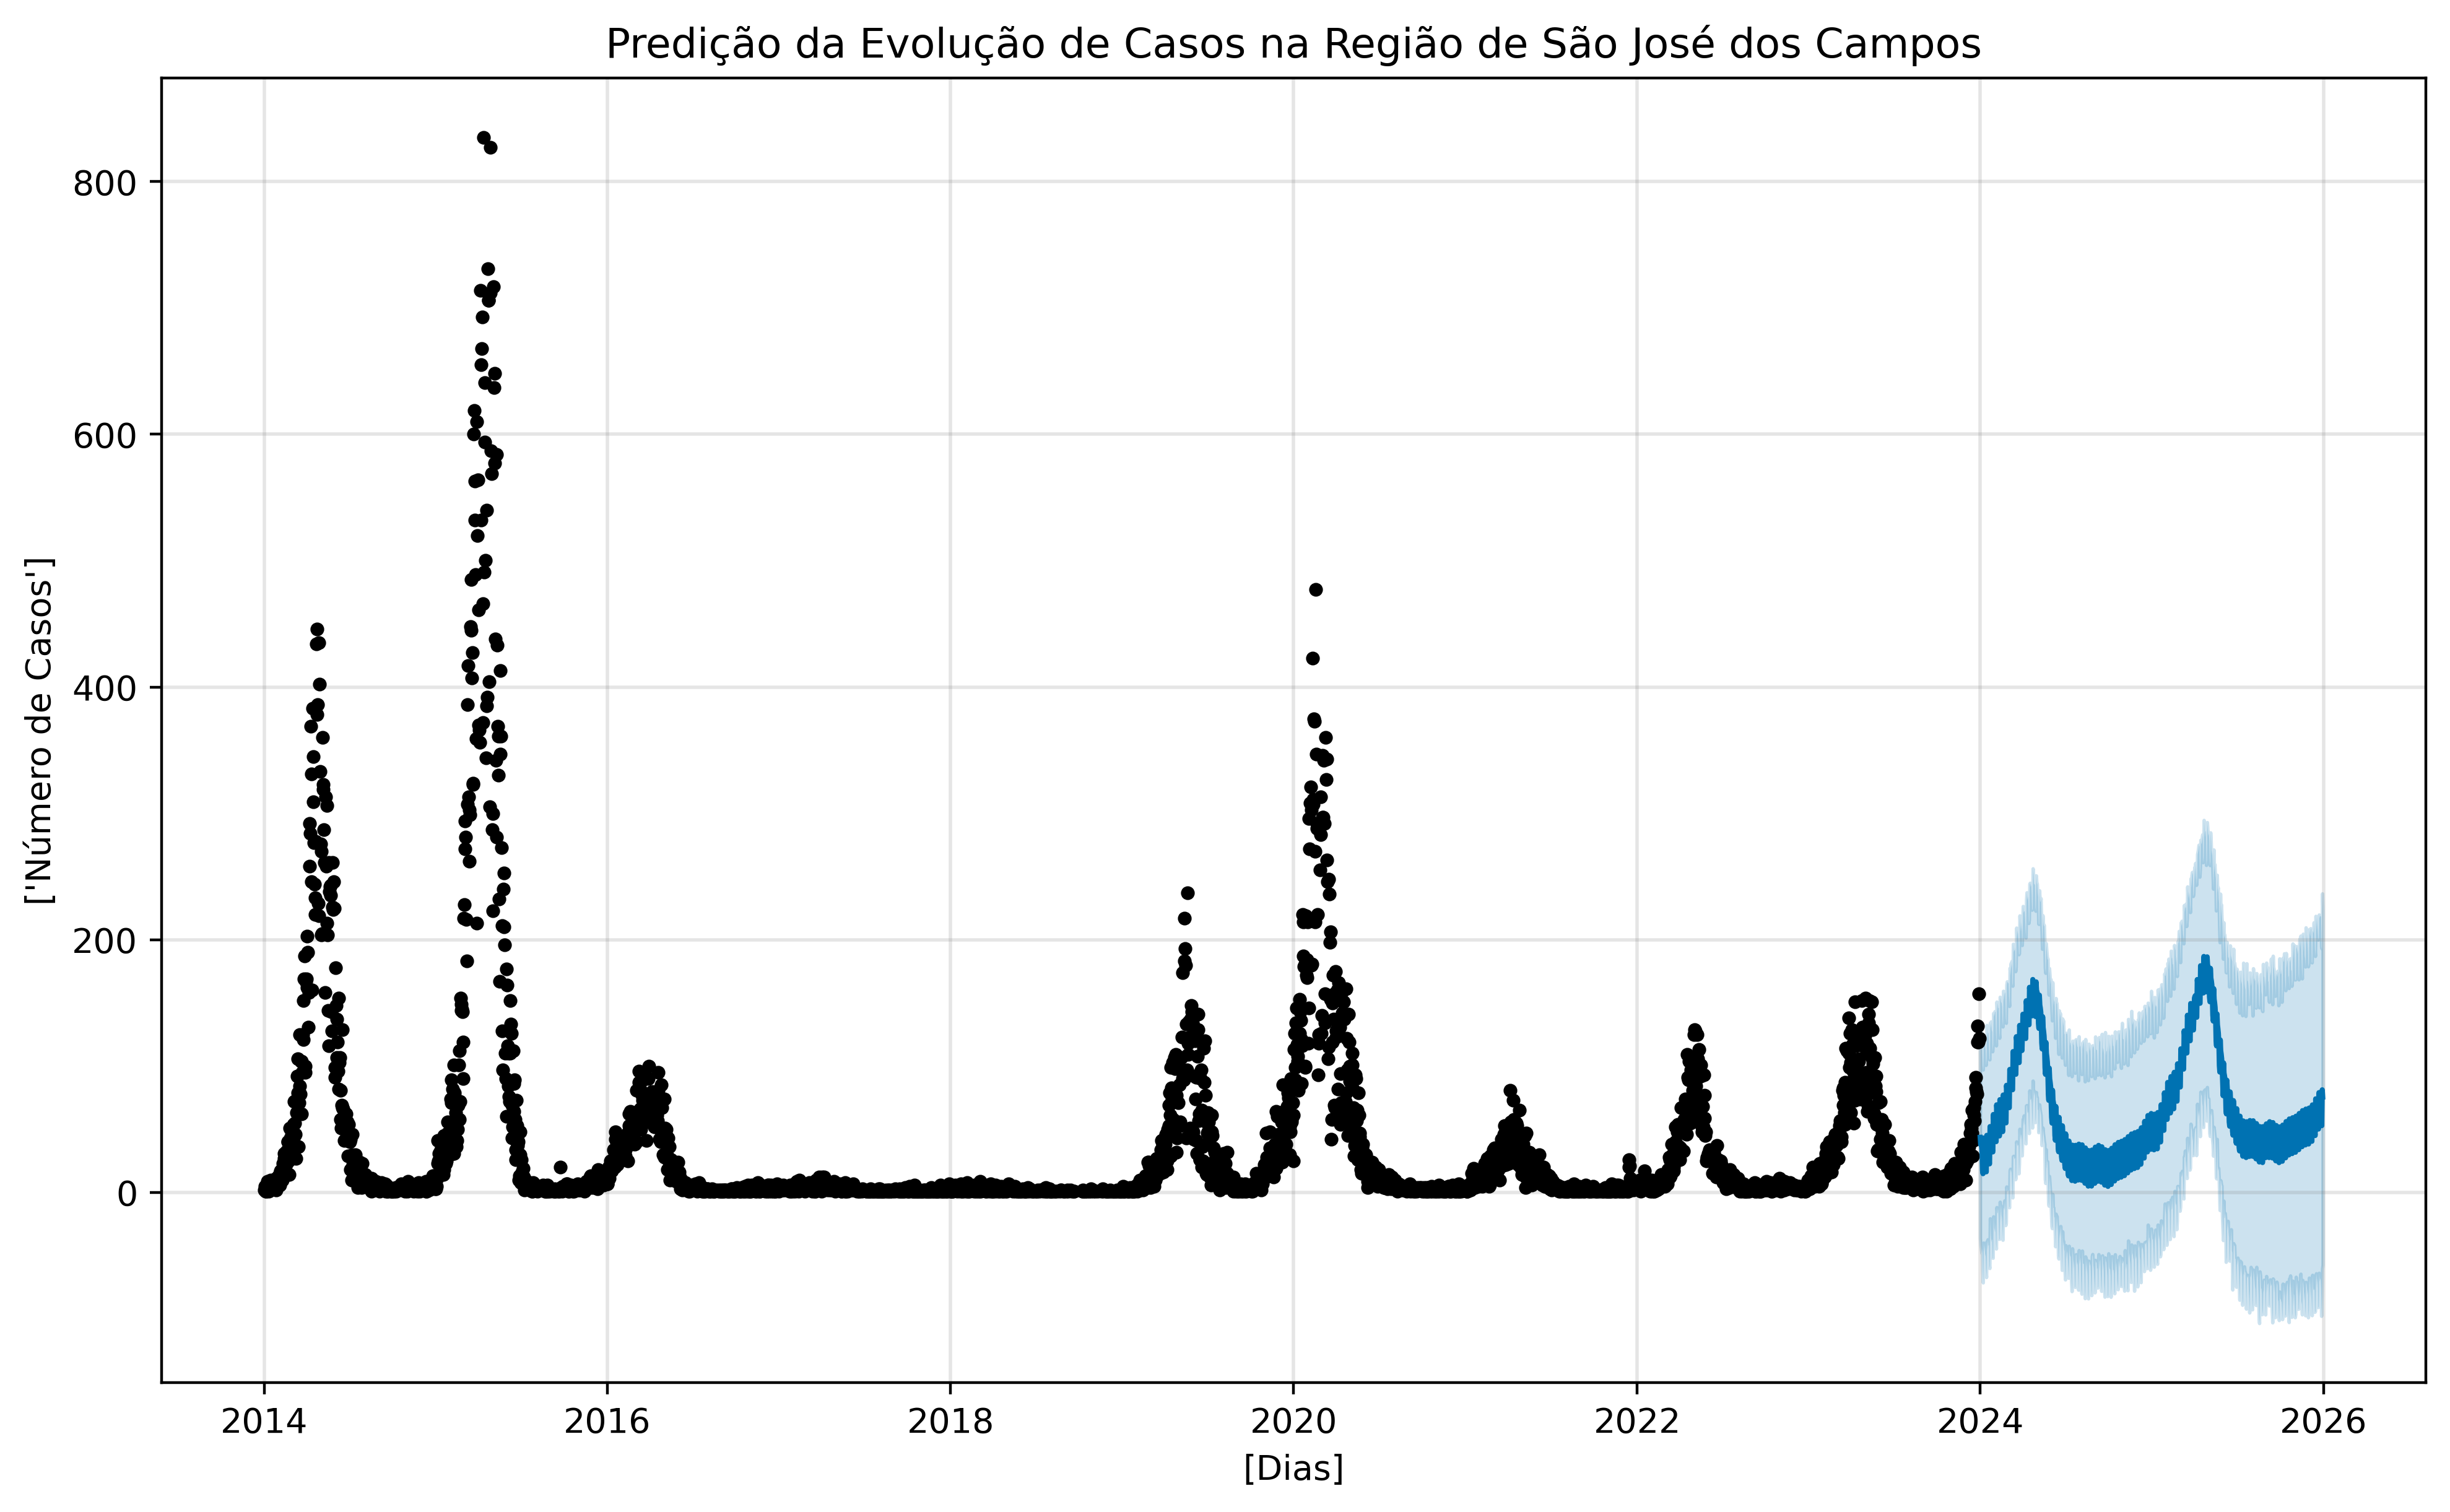 Predição da Evolução de Casos na Região de São José dos Campos
['Número de Casos']
800
600
400
200
0
2014 2016 2018 2020 2022 2024 2026
[Dias]